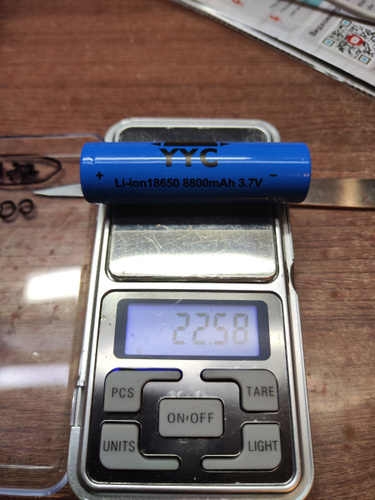 YYC
+ Li-ion18650 8800mAh 3.7V -
22.58
PCS
TARE
ON/OFF
UNITS
LIGHT